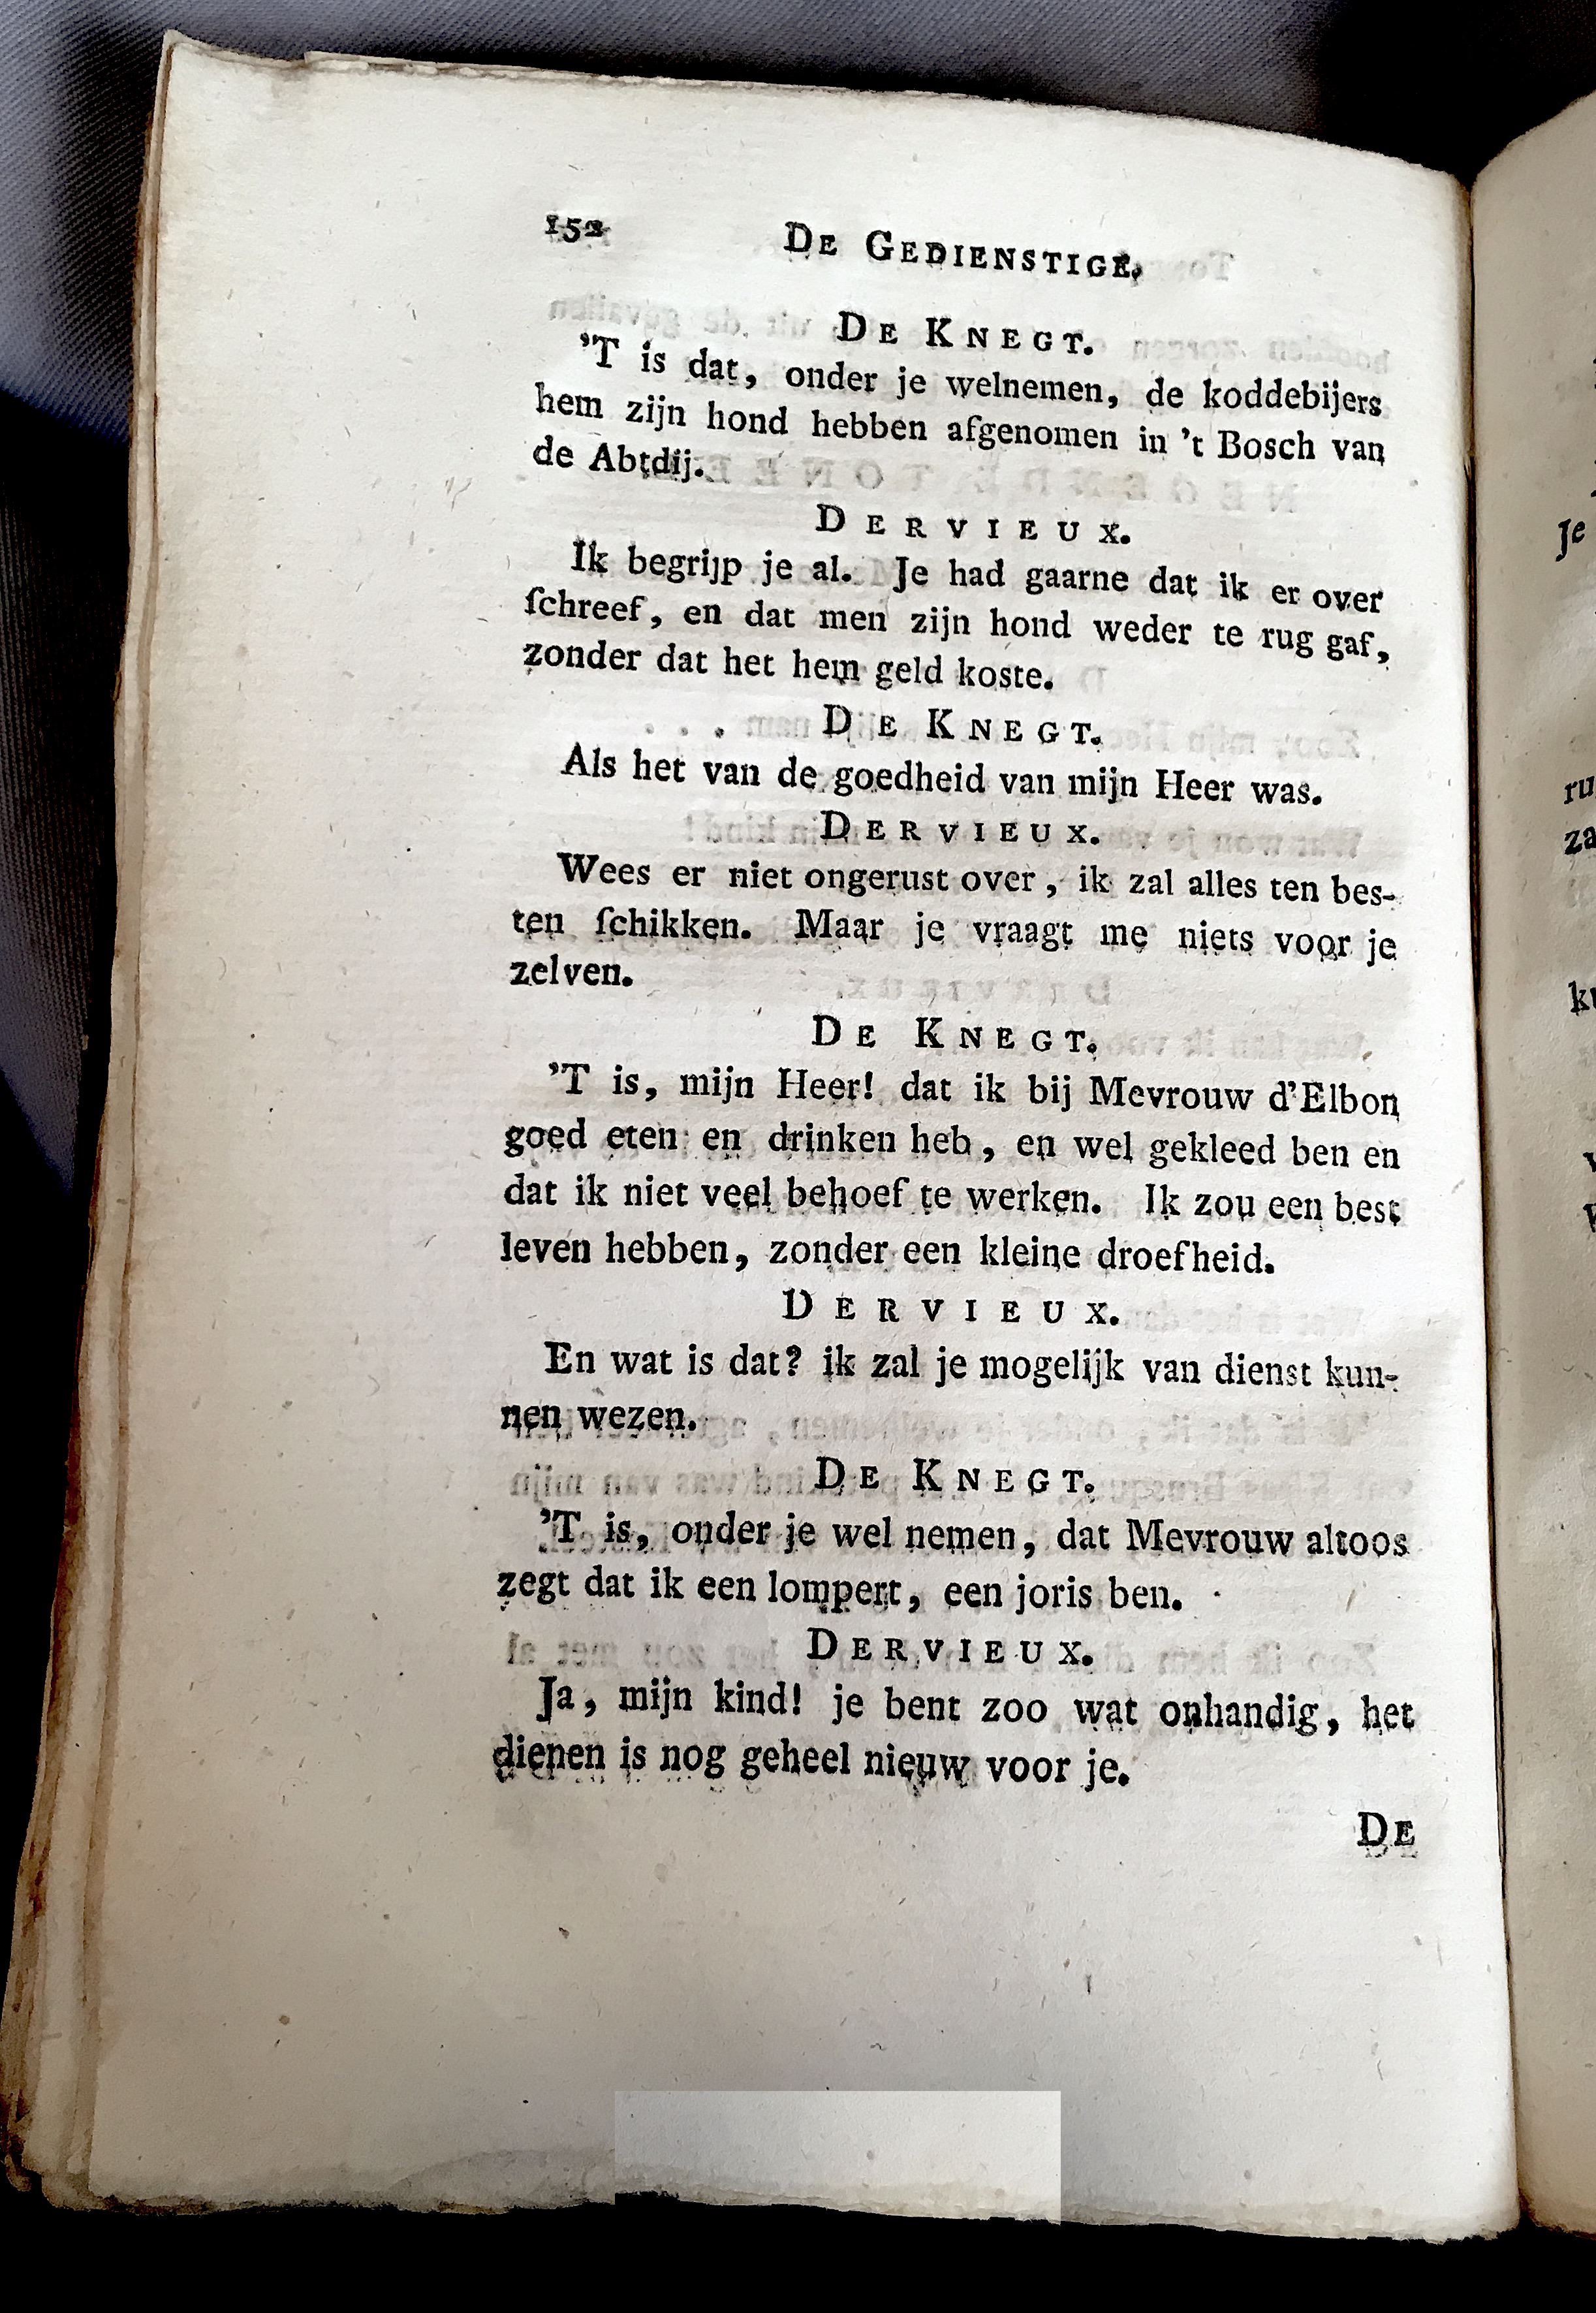 152 DE GEDIENSTIGE,
DE KNEGT.
'T is dat, onder je welnemen, de koddebijers
hem zijn hond hebben afgenomen in 't Bosch van
de Abtdij.
DERVIEUX.
Ik begrijp je al. Je had gaarne dat ik er over
ſchreef, en dat men zijn hond weder te rug gaf,
zonder dat het hem geld koste.
DE KNEGT.
Als het van de goedheid van mijn Heer was.
DERVIEUX.
Wees er niet ongerust over, ik zal alles ten bes-
ten ſchikken. Maar je vraagt me niets voor je
zelven.
DE KNEGT.
'T is, mijn Heer! dat ik bij Mevrouw d'Elbon
goed eten en drinken heb, en wel gekleed ben en
dat ik niet veel behoef te werken. Ik zou een best
leven hebben, zonder een kleine droefheid.
DERVIEUX.
En wat is dat? ik zal je mogelijk van dienst kun-
nen wezen.
DE KNEGT.
'T is, onder je wel nemen, dat Mevrouw altoos
zegt dat ik een lompert, een joris ben.
DERVIEUX.
Ja, mijn kind! je bent zoo wat onhandig, het
dienen is nog geheel nieuw voor je.
DE
Je